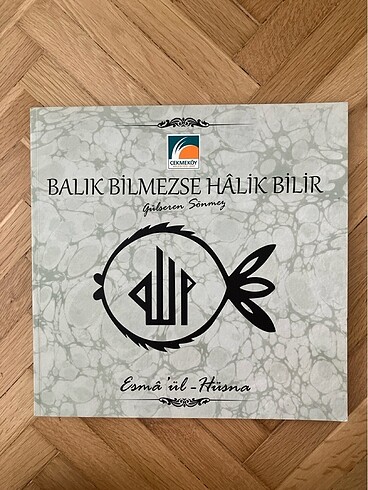 ÇEKMEKÖY
BALIK BİLMEZSE HÂLİK BİLİR
Gülseren Sönmez
Esmâ'ül-Hüsna